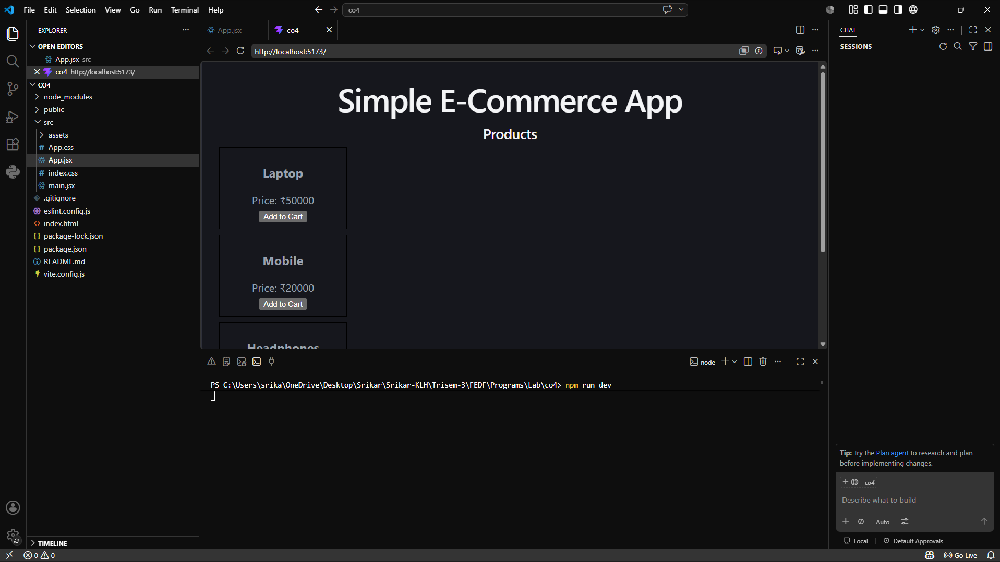 File Edit Selection View Go Run Terminal Help
co4
EXPLORER
OPEN EDITORS
App.jsx src
co4 http://localhost:5173/
CO4
node_modules
public
src
assets
App.css
App.jsx
index.css
main.jsx
.gitignore
eslint.config.js
index.html
package-lock.json
package.json
README.md
vite.config.js
TIMELINE
App.jsx
co4
http://localhost:5173/
Simple E-Commerce App
Products
Laptop
Price: ₹50000
Add to Cart
Mobile
Price: ₹20000
Add to Cart
Headphones
node
PS C:\Users\srika\OneDrive\Desktop\Srikar\Srikar-KLH\Trisem-3\FEDF\Programs\Lab\co4> npm run dev
CHAT
SESSIONS
Tip: Try the Plan agent to research and plan
before implementing changes.
co4
Describe what to build
Auto
Local
Default Approvals
0 0
Go Live